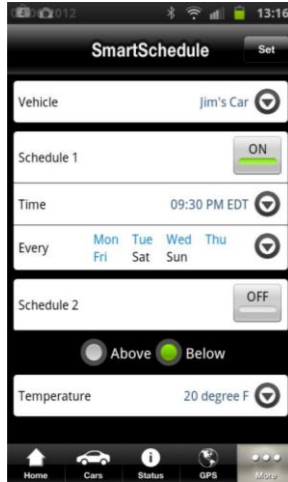 2012 13:16
SmartSchedule Set
Vehicle Jim's Car
Schedule 1 ON
Time 09:30 PM EDT
Every Mon Tue Wed Thu
Fri Sat Sun
Schedule 2 OFF
Above Below
Temperature 20 degree F
Home Cars Status GPS More